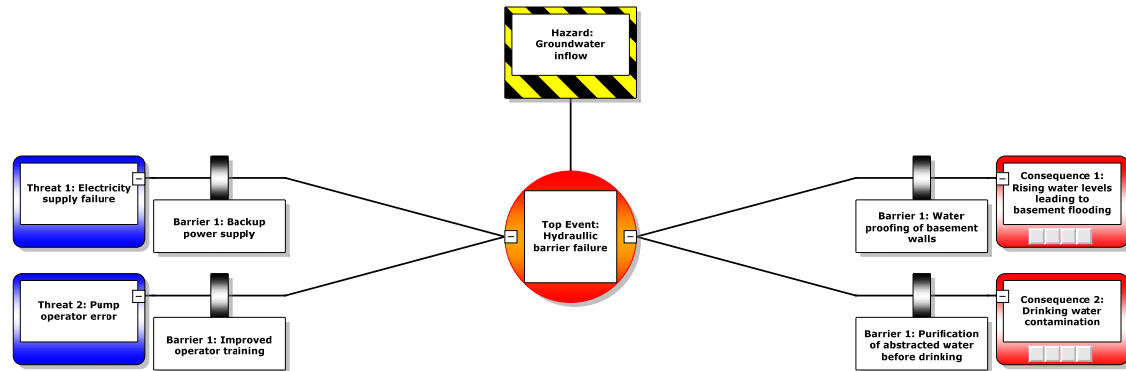 Hazard:
Groundwater
inflow
Threat 1: Electricity
supply failure
Barrier 1: Backup
power supply
Top Event:
Hydraullic
barrier failure
Barrier 1: Water
proofing of basement
walls
Consequence 1:
Rising water levels
leading to
basement flooding
Threat 2: Pump
operator error
Barrier 1: Improved
operator training
Barrier 1: Purification
of abstracted water
before drinking
Consequence 2:
Drinking water
contamination